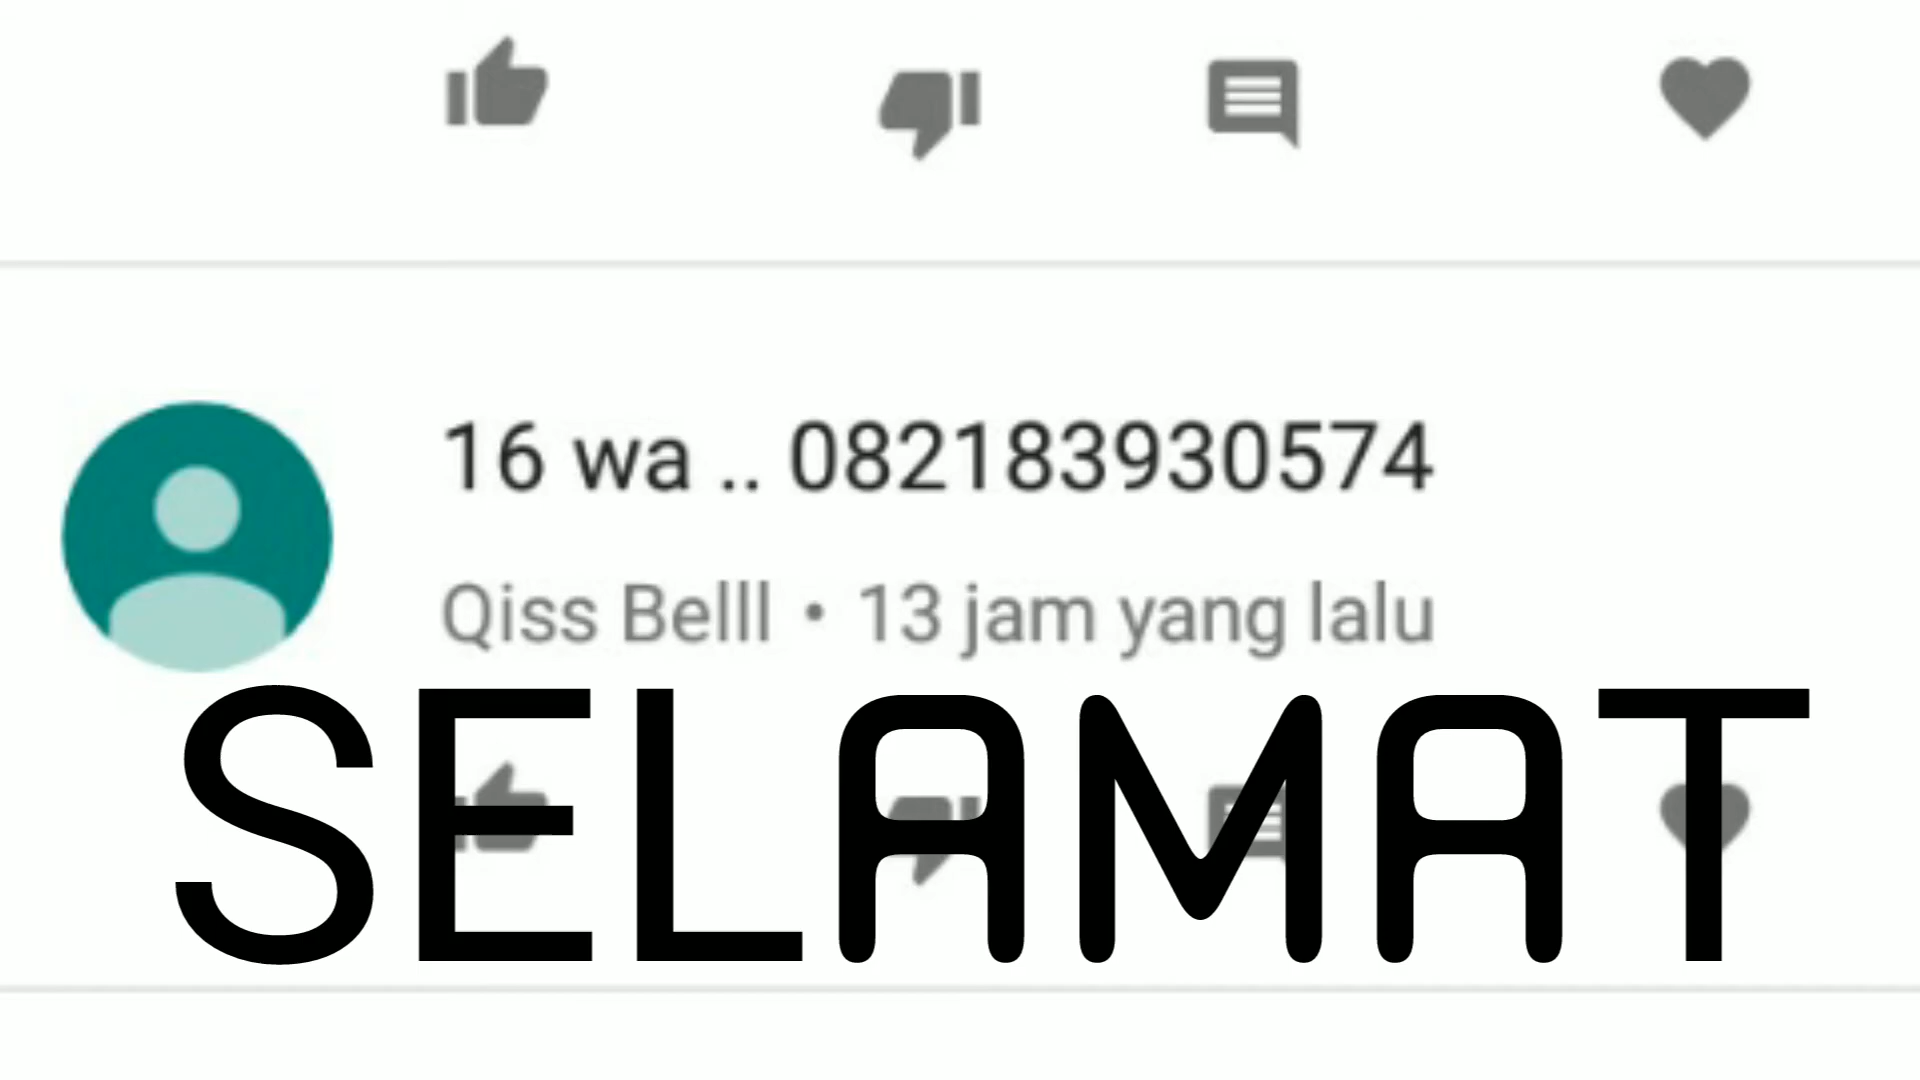 16 wa .. 082183930574
Qiss Belll • 13 jam yang lalu
SELAMAT